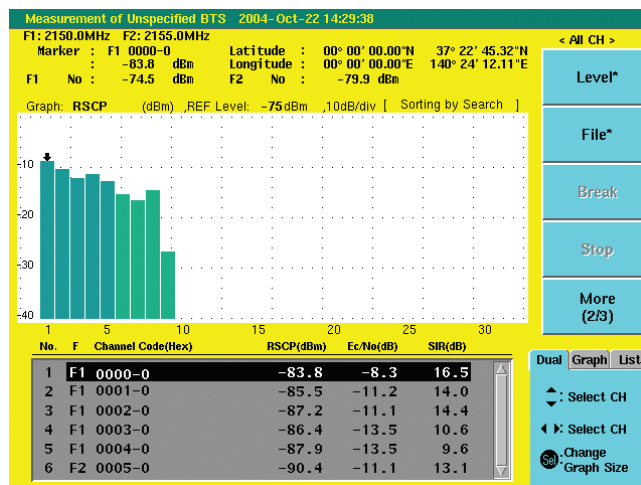 Measurement of Unspecified BTS 2004-Oct-22 14:29:38
F1: 2150.0MHz F2: 2155.0MHz
Marker : F1 0000-0 Latitude : 00° 00' 00.00"N 37° 22' 45.32"N
: -83.8 dBm Longitude : 00° 00' 00.00"E 140° 24' 12.11"E
F1 No : -74.5 dBm F2 No : -79.9 dBm
Graph: RSCP (dBm) ,REF Level: -75dBm ,10dB/div [ Sorting by Search ]
-10
-20
-30
-40
1 5 10 15 20 25 30
No. F Channel Code(Hex) RSCP(dBm) Ec/No(dB) SIR(dB)
1 F1 0000-0 -83.8 -8.3 16.5
2 F1 0001-0 -85.5 -11.2 14.0
3 F1 0002-0 -87.2 -11.1 14.4
4 F1 0003-0 -86.4 -13.5 10.6
5 F1 0004-0 -87.9 -13.5 9.6
6 F2 0005-0 -90.4 -11.1 13.1
< All CH >
Level*
File*
Break
Stop
More
(2/3)
Dual Graph List
: Select CH
: Select CH
Sel : Change
Graph Size